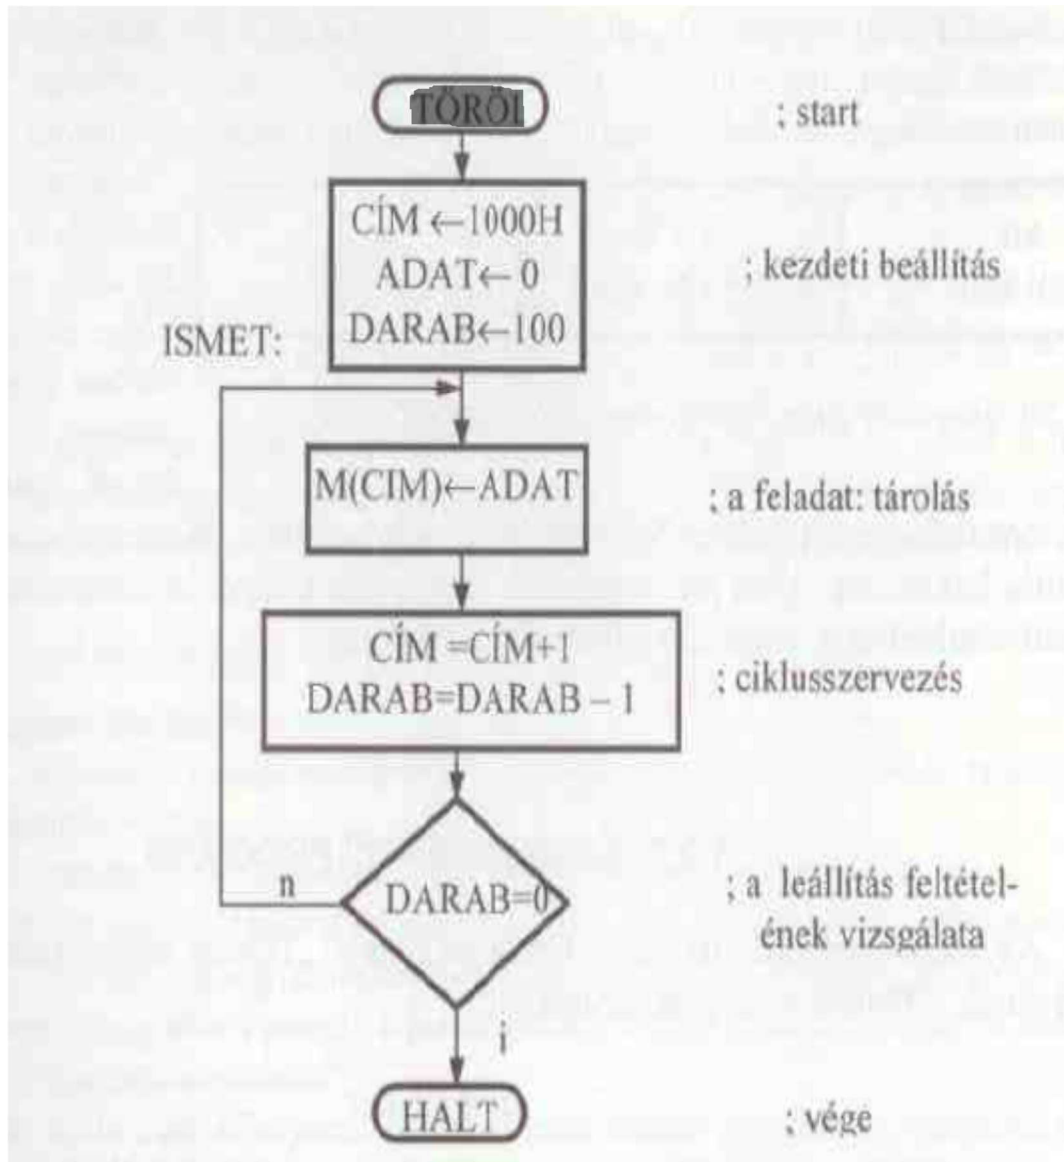 TÖRÖL
; start
CÍM ←1000H
ADAT← 0
DARAB←100
; kezdeti beállítás
ISMET:
M(CIM)←ADAT
; a feladat: tárolás
CÍM =CÍM+1
DARAB=DARAB – 1
; ciklusszervezés
n
DARAB=0
; a leállítás feltétel-
ének vizsgálata
i
HALT
; vége